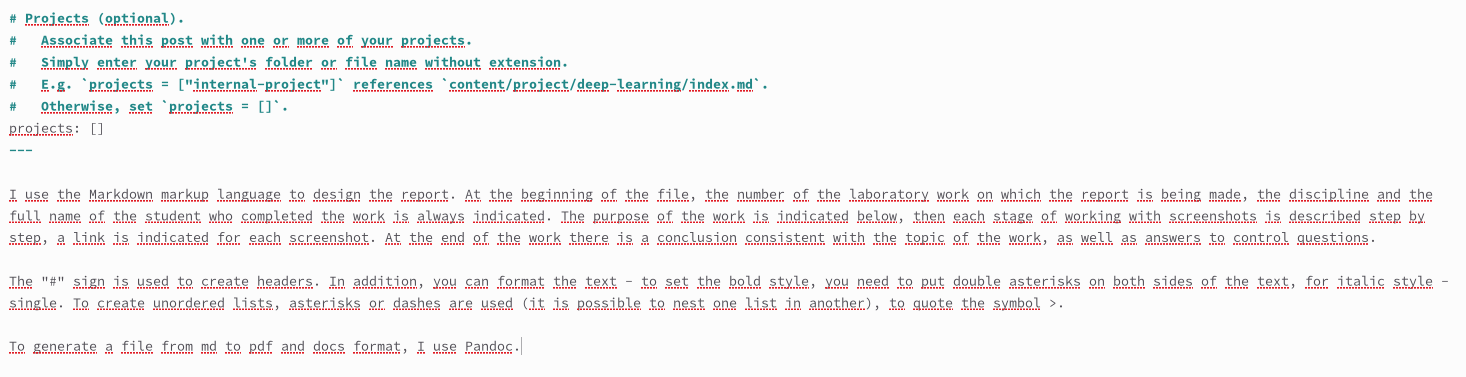 # Projects (optional).
#   Associate this post with one or more of your projects.
#   Simply enter your project's folder or file name without extension.
#   E.g. `projects = ["internal-project"]` references `content/project/deep-learning/index.md`.
#   Otherwise, set `projects = []`.
projects: []
---
I use the Markdown markup language to design the report. At the beginning of the file, the number of the laboratory work on which the report is being made, the discipline and the
full name of the student who completed the work is always indicated. The purpose of the work is indicated below, then each stage of working with screenshots is described step by
step, a link is indicated for each screenshot. At the end of the work there is a conclusion consistent with the topic of the work, as well as answers to control questions.
The "#" sign is used to create headers. In addition, you can format the text - to set the bold style, you need to put double asterisks on both sides of the text, for italic style -
single. To create unordered lists, asterisks or dashes are used (it is possible to nest one list in another), to quote the symbol >.
To generate a file from md to pdf and docs format, I use Pandoc.